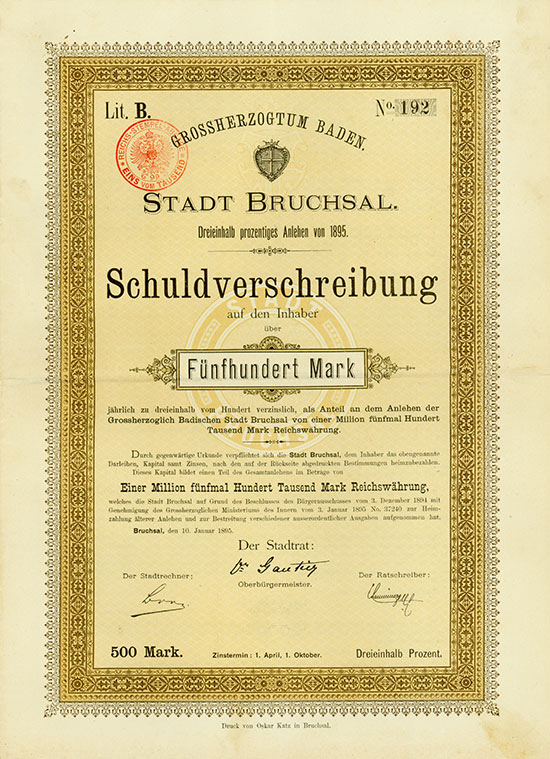 Lit. B.
No. 192
GROSSHERZOGTUM BADEN.
EINS VOM TAUSEND
STADT BRUCHSAL.
Dreieinhalb prozentiges Anlehen von 1895.
Schuldverschreibung
auf den Inhaber
über
STADT
Fünfhundert Mark
jährlich zu dreieinhalb vom Hundert verzinslich, als Anteil an dem Anlehen der
Grossherzoglich Badischen Stadt Bruchsal von einer Million fünfmal Hundert
Tausend Mark Reichswährung.
Durch gegenwärtige Urkunde verpflichtet sich die Stadt Bruchsal, dem Inhaber das obengenannte
Darleihen, Kapital samt Zinsen, nach den auf der Rückseite abgedruckten Bestimmungen heimzubezahlen.
Dieses Kapital bildet einen Teil des Gesamtanlehens im Betrage von
Einer Million fünfmal Hundert Tausend Mark Reichswährung,
welches die Stadt Bruchsal auf Grund des Beschlusses des Bürgerausschusses vom 3. Dezember 1894 mit
Genehmigung des Grossherzoglichen Ministeriums des Innern vom 3. Januar 1895 No. 37240 zur Heim-
zahlung älterer Anlehen und zur Bestreitung verschiedener ausserordentlicher Ausgaben aufgenommen hat.
Bruchsal, den 10. Januar 1895.
Der Stadtrat:
Der Stadtrechner:
Oberbürgermeister.
Der Ratschreiber:
500 Mark.
Zinstermin: 1. April, 1. Oktober.
Dreieinhalb Prozent.
Druck von Oskar Katz in Bruchsal.